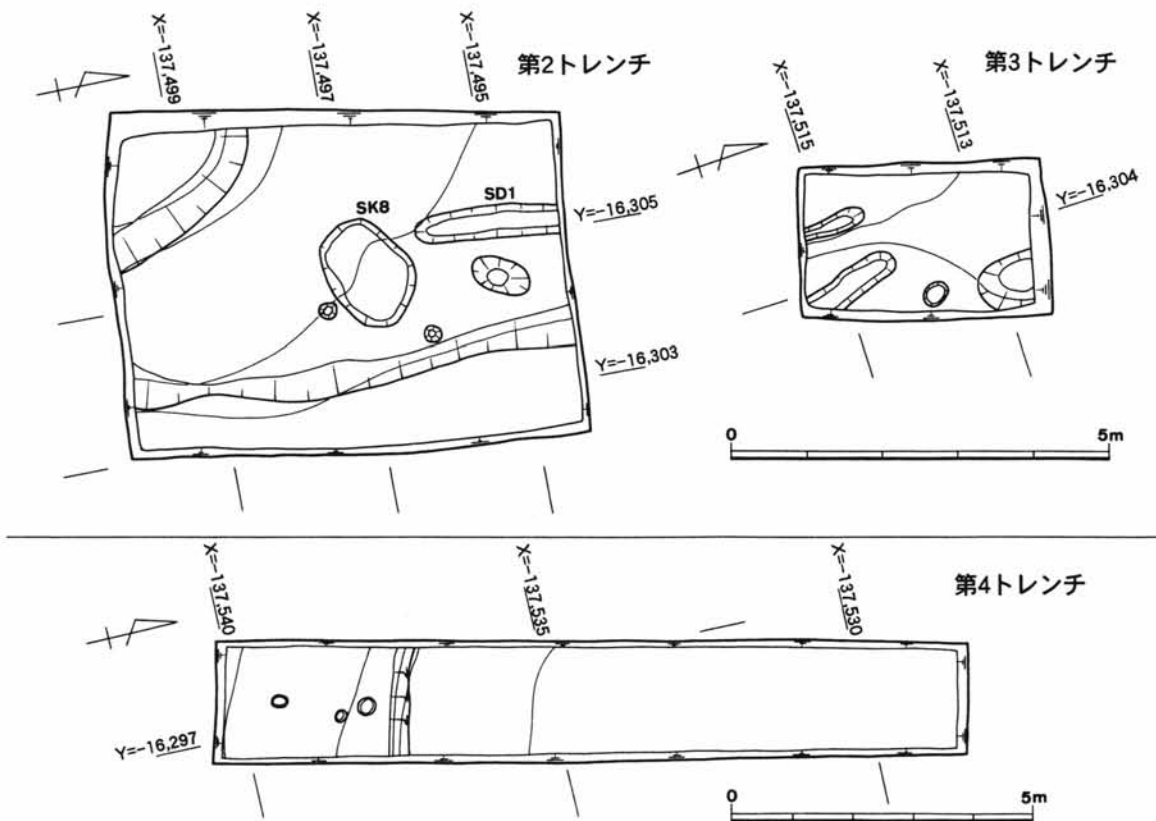 X=-137,499
X=-137,497
X=-137,495
第2トレンチ
SK8
SD1
Y=-16,305
Y=-16,303
X=-137,515
X=-137,513
第3トレンチ
Y=-16,304
0
5m
X=-137,540
X=-137,535
X=-137,530
第4トレンチ
Y=-16,297
0
5m